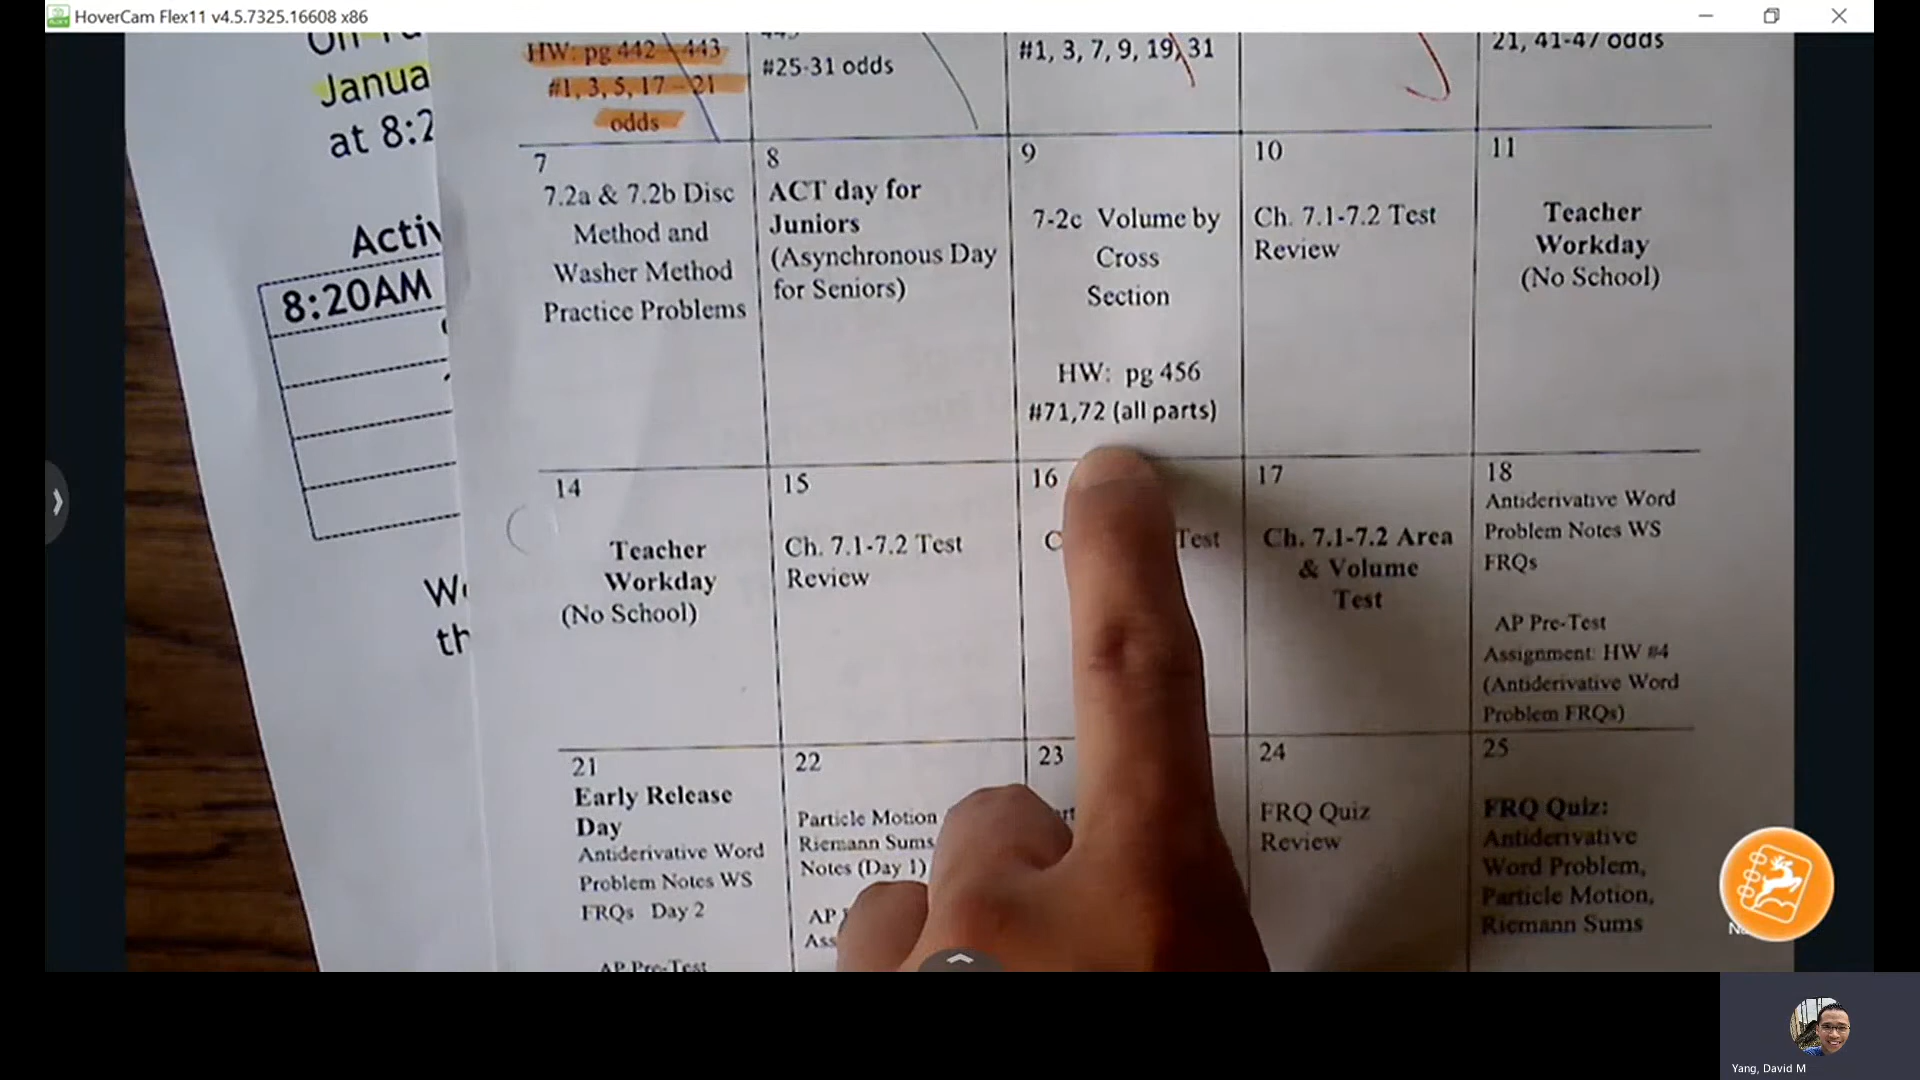 HoverCam Flex11 v4.5.7325.16608 x86
Janua
at 8:2
Activ
8:20AM
th
HW: pg 442 - 443
#1, 3, 5, 17 - 21
odds
#25-31 odds
#1, 3, 7, 9, 19, 31
21, 41-47 odds
7
7.2a & 7.2b Disc
Method and
Washer Method
Practice Problems
8
ACT day for
Juniors
(Asynchronous Day
for Seniors)
9
7-2c Volume by
Cross
Section
HW: pg 456
#71,72 (all parts)
10
Ch. 7.1-7.2 Test
Review
11
Teacher
Workday
(No School)
14
Teacher
Workday
(No School)
15
Ch. 7.1-7.2 Test
Review
16
C
Test
17
Ch. 7.1-7.2 Area
& Volume
Test
18
Antiderivative Word
Problem Notes WS
FRQs
AP Pre-Test
Assignment: HW #4
(Antiderivative Word
Problem FRQs)
21
Early Release
Day
Antiderivative Word
Problem Notes WS
FRQs Day 2
AP Pre-Test
22
Particle Motion
Riemann Sums
Notes (Day 1)
AP
Ass
23
24
FRQ Quiz
Review
25
FRQ Quiz:
Antiderivative
Word Problem,
Particle Motion,
Riemann Sums
Yang, David M